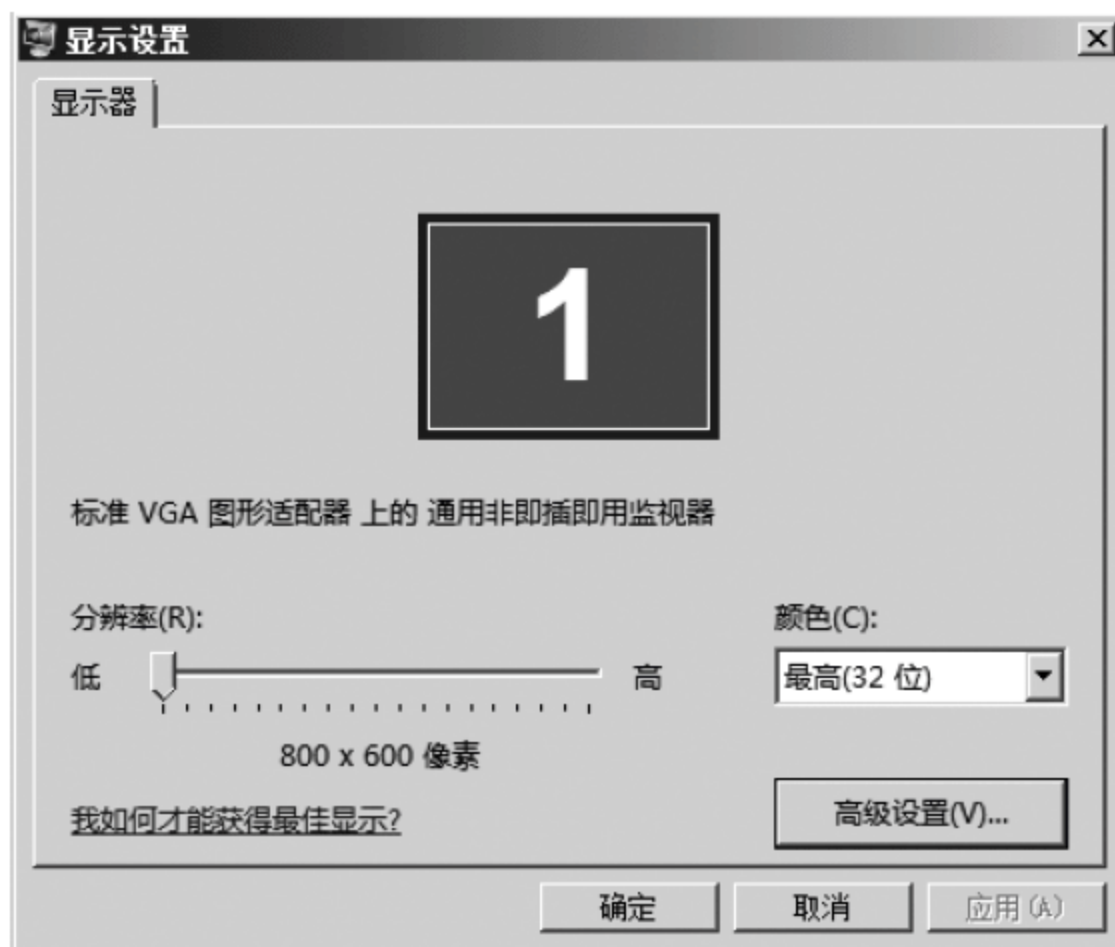 显示设置
显示器
1
标准 VGA 图形适配器 上的 通用非即插即用监视器
分辨率(R):
颜色(C):
低
高
最高(32 位)
800 x 600 像素
我如何才能获得最佳显示?
高级设置(V)...
确定
取消
应用(A)